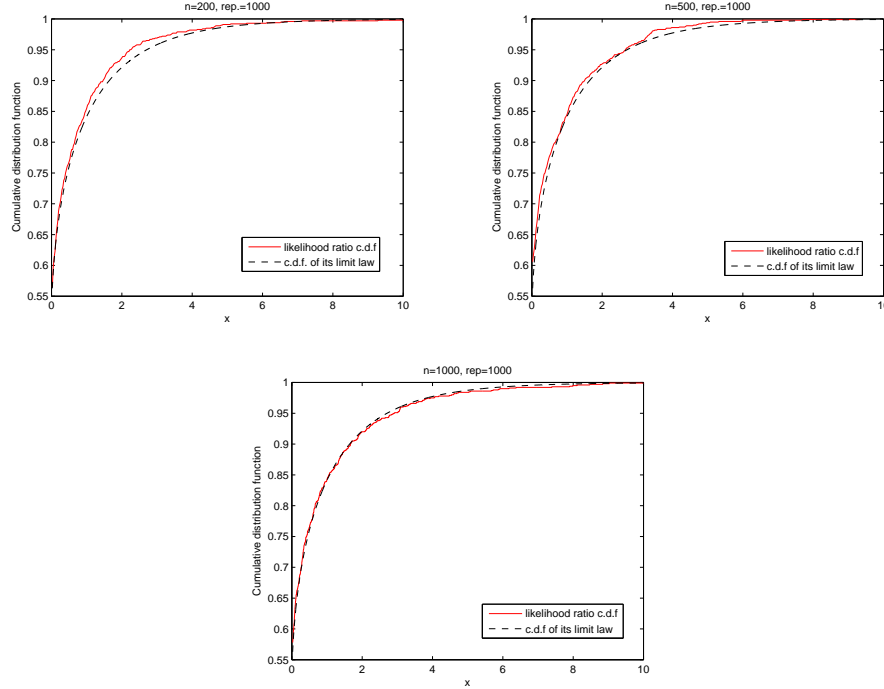 n=200, rep.=1000
1
0.95
0.9
0.85
0.8
0.75
0.7
0.65
0.6
0.55
Cumulative distribution function
likelihood ratio c.d.f
c.d.f. of its limit law
0 2 4 6 8 10
x
n=500, rep.=1000
1
0.95
0.9
0.85
0.8
0.75
0.7
0.65
0.6
0.55
Cumulative distribution function
likelihood ratio c.d.f
c.d.f of its limit law
0 2 4 6 8 10
x
n=1000, rep=1000
1
0.95
0.9
0.85
0.8
0.75
0.7
0.65
0.6
0.55
Cumulative distribution function
likelihood ratio c.d.f
c.d.f of its limit law
0 2 4 6 8 10
x